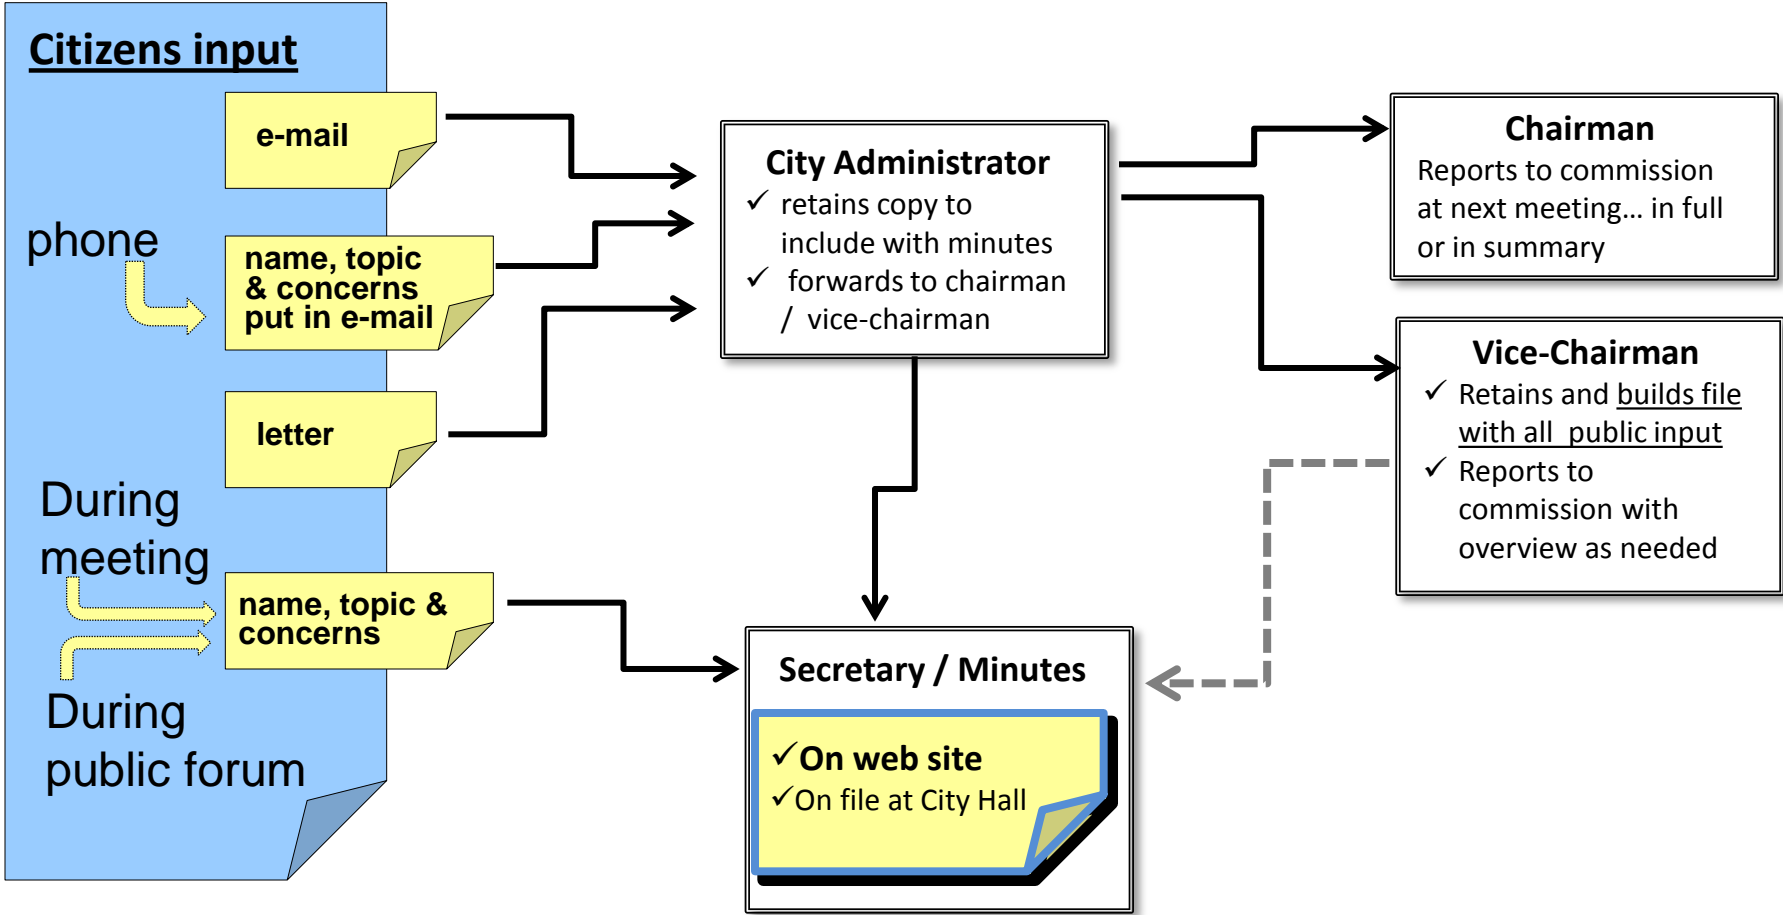 Citizens input
e-mail
phone
name, topic
& concerns
put in e-mail
letter
During
meeting
name, topic &
concerns
During
public forum
City Administrator
✓ retains copy to
include with minutes
✓ forwards to chairman
/ vice-chairman
Chairman
Reports to commission
at next meeting... in full
or in summary
Vice-Chairman
✓ Retains and builds file
with all public input
✓ Reports to
commission with
overview as needed
Secretary / Minutes
✓On web site
✓On file at City Hall